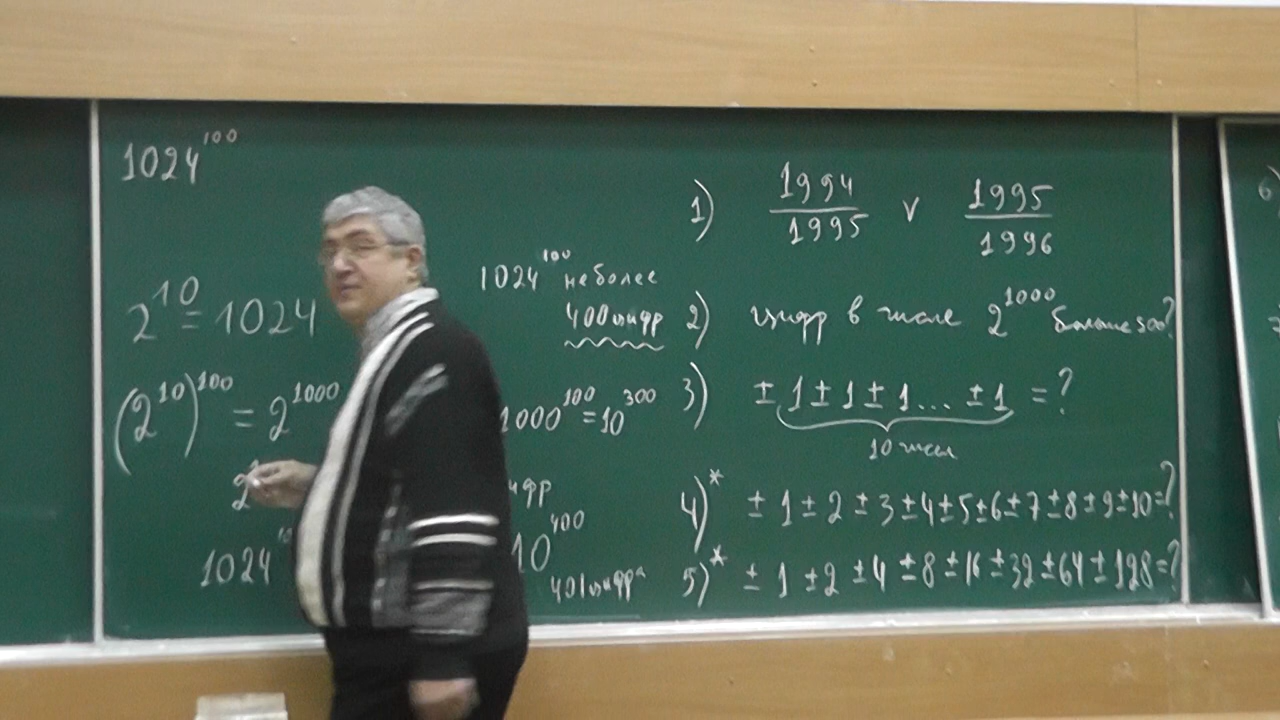 1024^100
2^10 = 1024
(2^10)^100 = 2^1000
1024
1024^100 не более
400 цифр
1000^100 = 10^300
10^400
401 цифра
1) 1994/1995 v 1995/1996
2) цифр в числе 2^1000 больше 500?
3) ±1±1±1...±1 = ?
10 чисел
4)* ±1±2±3±4±5±6±7±8±9±10=?
5)* ±1±2±4±8±16±32±64±128=?
6)